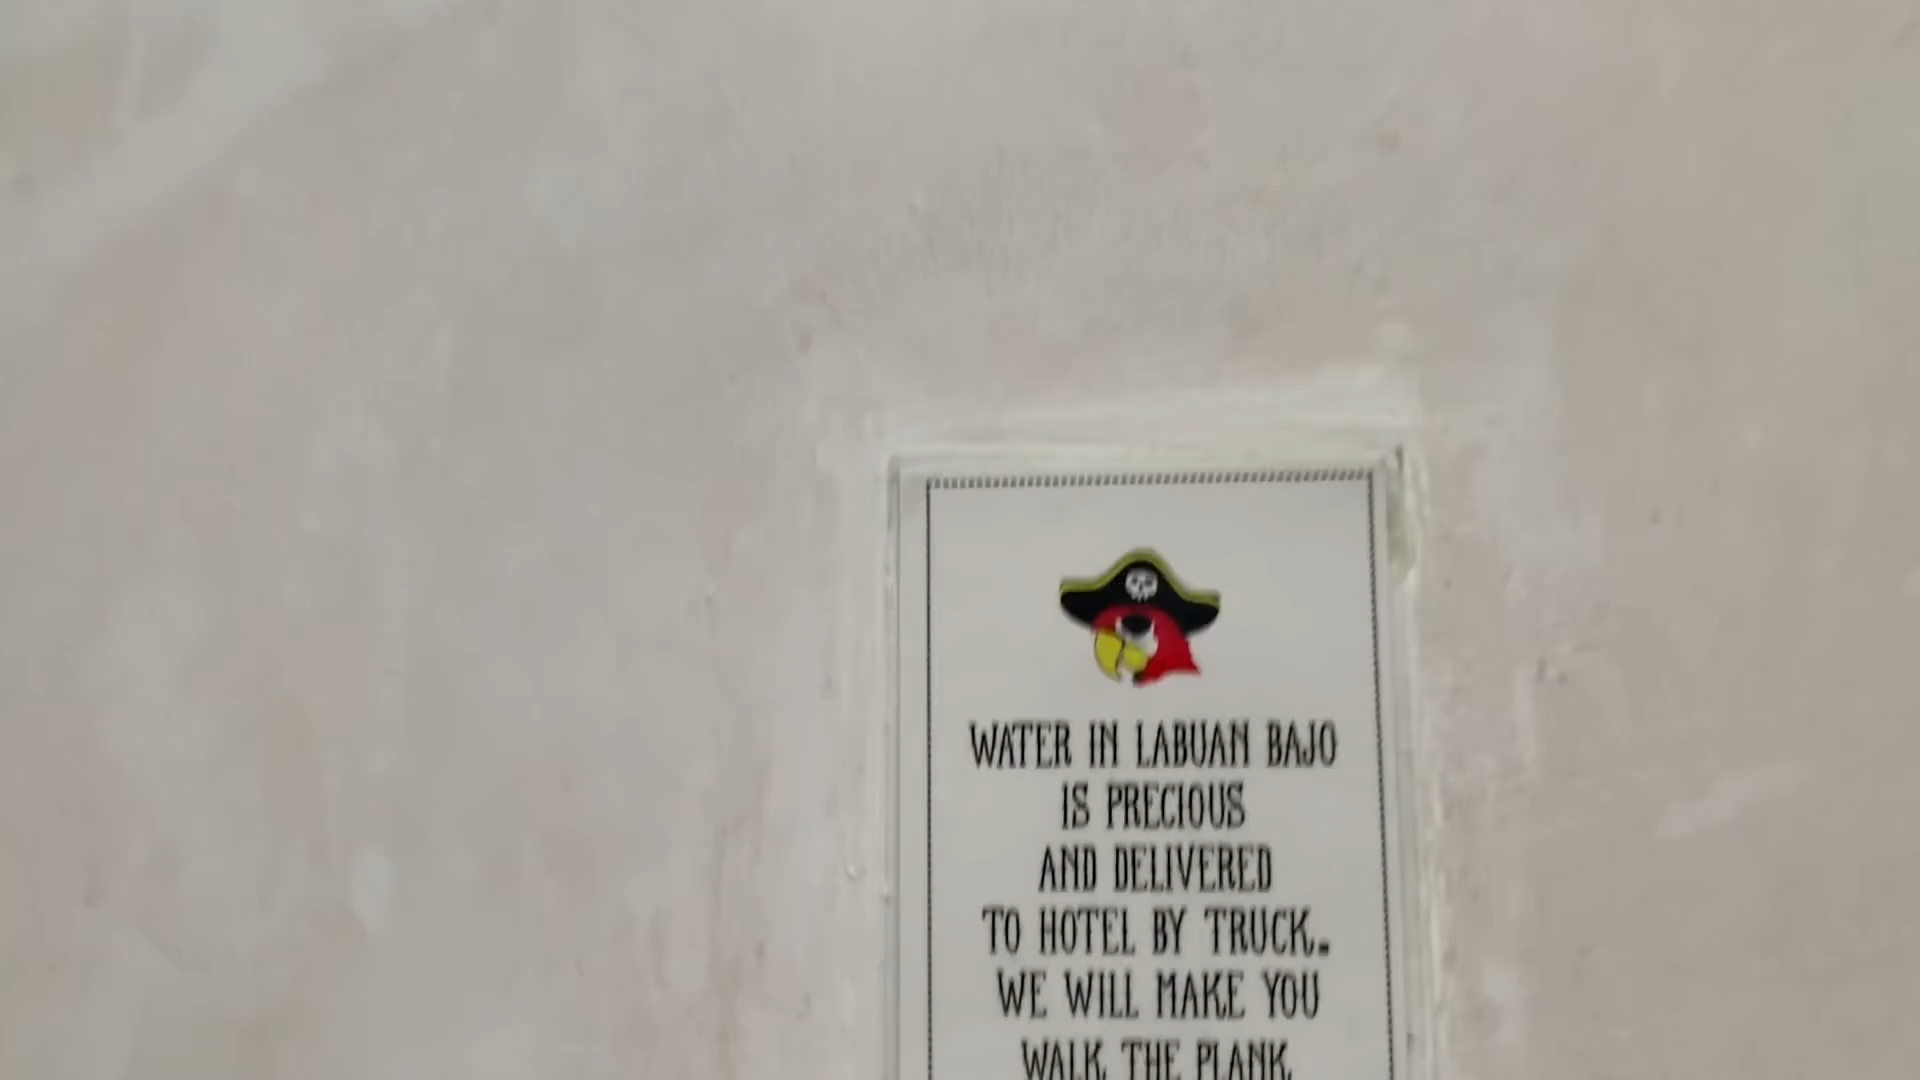 WATER IN LABUAN BAJO
IS PRECIOUS
AND DELIVERED
TO HOTEL BY TRUCK.
WE WILL MAKE YOU
WALK THE PLANK